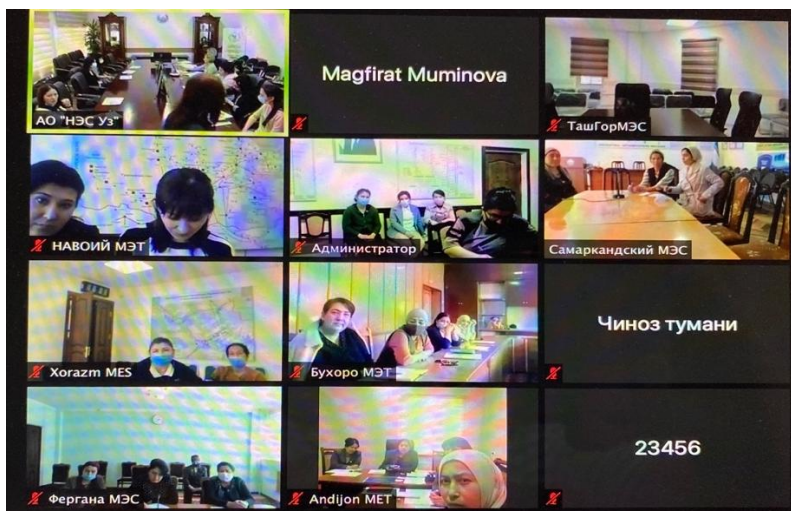 АО "НЭС Уз"
Magfirat Muminova
ТашГорМЭС
НАВОИЙ МЭТ
Администратор
Самаркандский МЭС
Xorazm MES
Бухоро МЭТ
Чиноз тумани
Фергана МЭС
Andijon MET
23456